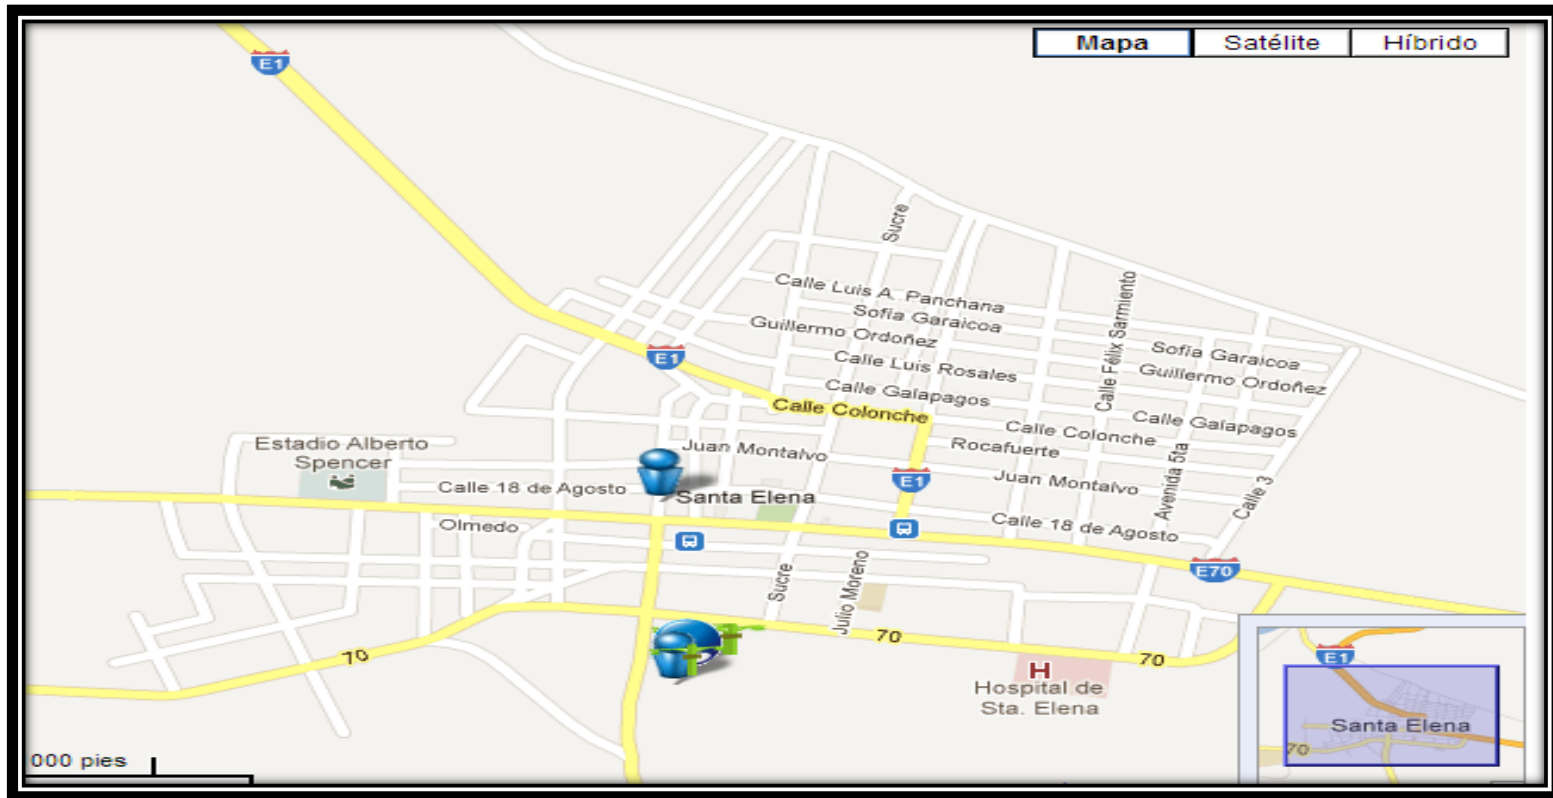 Mapa
Satélite
Híbrido
E1
Sucre
Calle Luis A. Panchana
Sofía Garaicoa
Guillermo Ordoñez
Calle Félix Sarmiento
E1
Calle Luis Rosales
Sofía Garaicoa
Guillermo Ordoñez
Calle Galapagos
Calle Colonche
Calle Galapagos
Calle Colonche
Estadio Alberto
Spencer
Juan Montalvo
Rocafuerte
Avenida 5ta
E1
Juan Montalvo
Calle 3
Calle 18 de Agosto
Santa Elena
Olmedo
Calle 18 de Agosto
E70
Sucre
Julio Moreno
70
70
70
H
Hospital de
Sta. Elena
E1
Santa Elena
70
000 pies